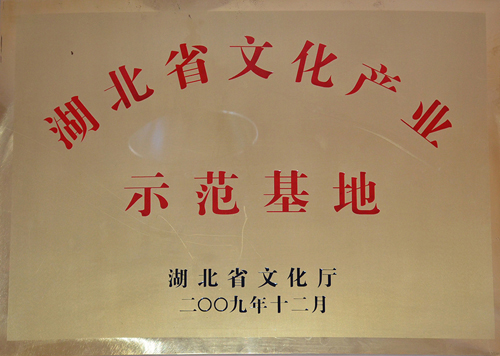 湖北省文化产业
示范基地
湖北省文化厅
二〇〇九年十二月